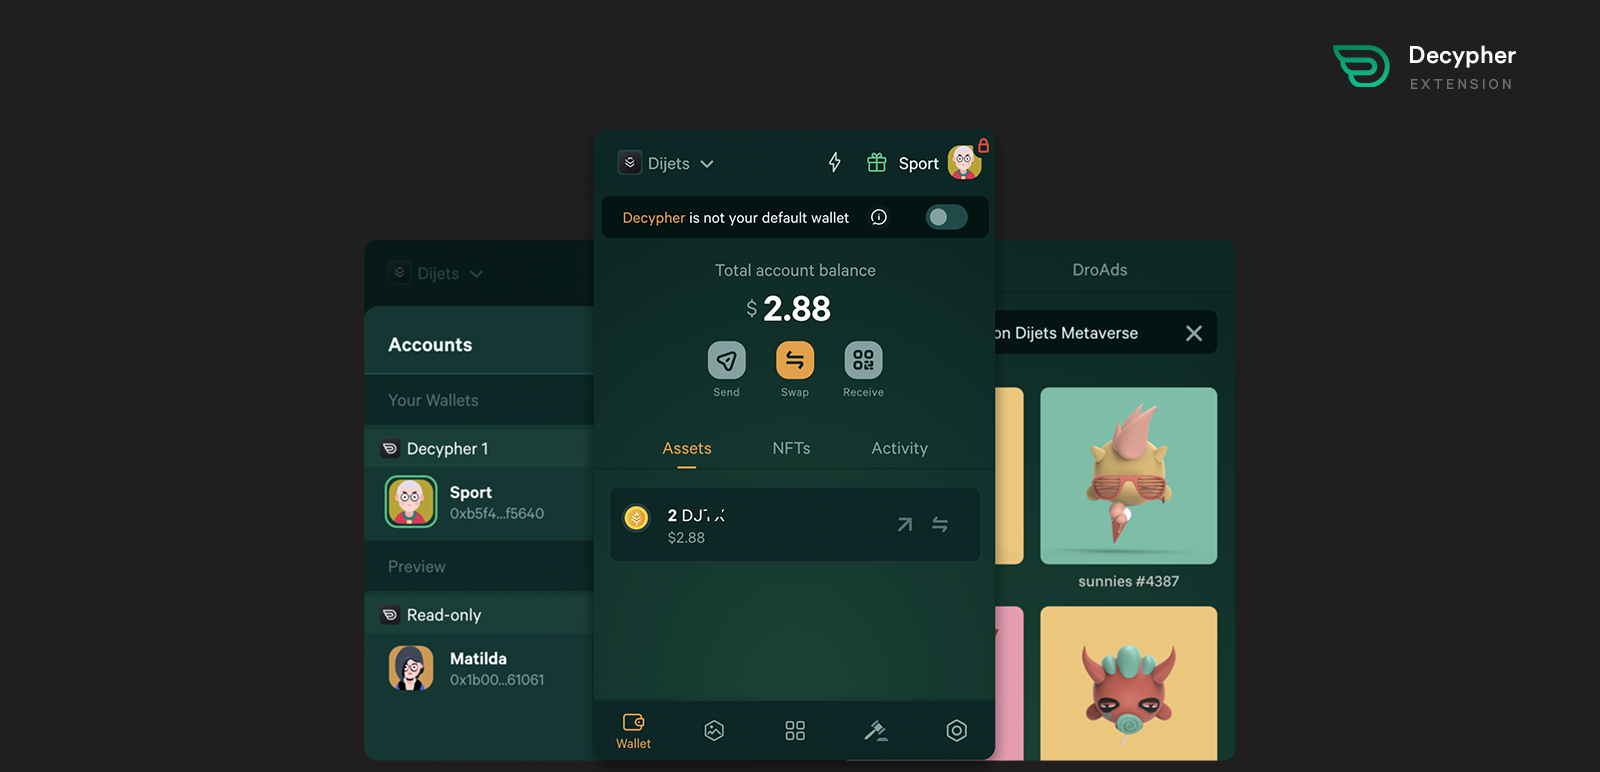 Decypher
EXTENSION
Dijets
Sport
Decypher is not your default wallet
Total account balance
$ 2.88
Send
Swap
Receive
Assets
NFTs
Activity
2 DJTX
$2.88
Wallet
Dijets
Accounts
Your Wallets
Decypher 1
Sport
0xb5f4...f5640
Preview
Read-only
Matilda
0x1b00...61061
DroAds
on Dijets Metaverse
sunnies #4387